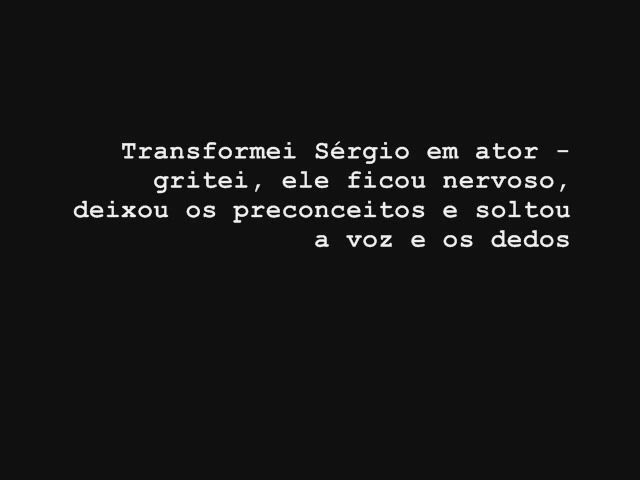 Transformei Sérgio em ator -
gritei, ele ficou nervoso,
deixou os preconceitos e soltou
a voz e os dedos